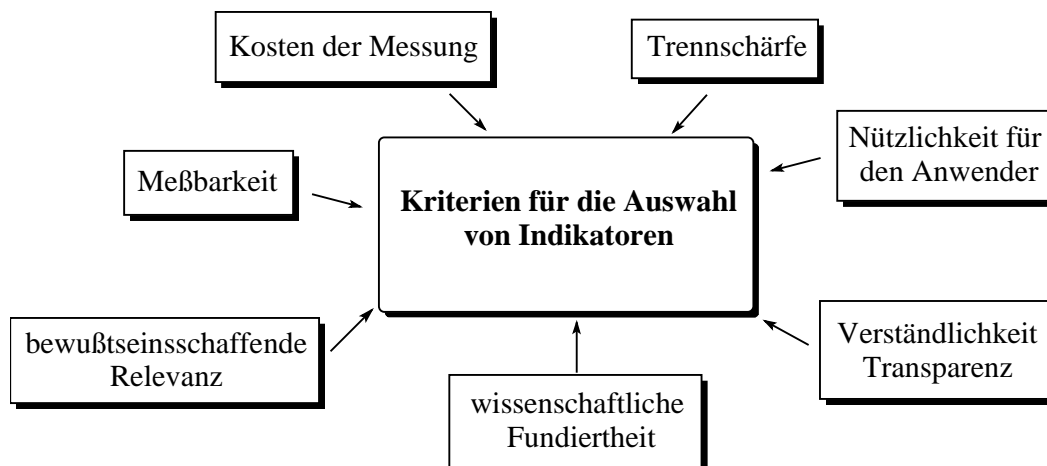 Kosten der Messung
Trennschärfe
Nützlichkeit für
den Anwender
Meßbarkeit
Kriterien für die Auswahl
von Indikatoren
bewußtseinsschaffende
Relevanz
Verständlichkeit
Transparenz
wissenschaftliche
Fundiertheit